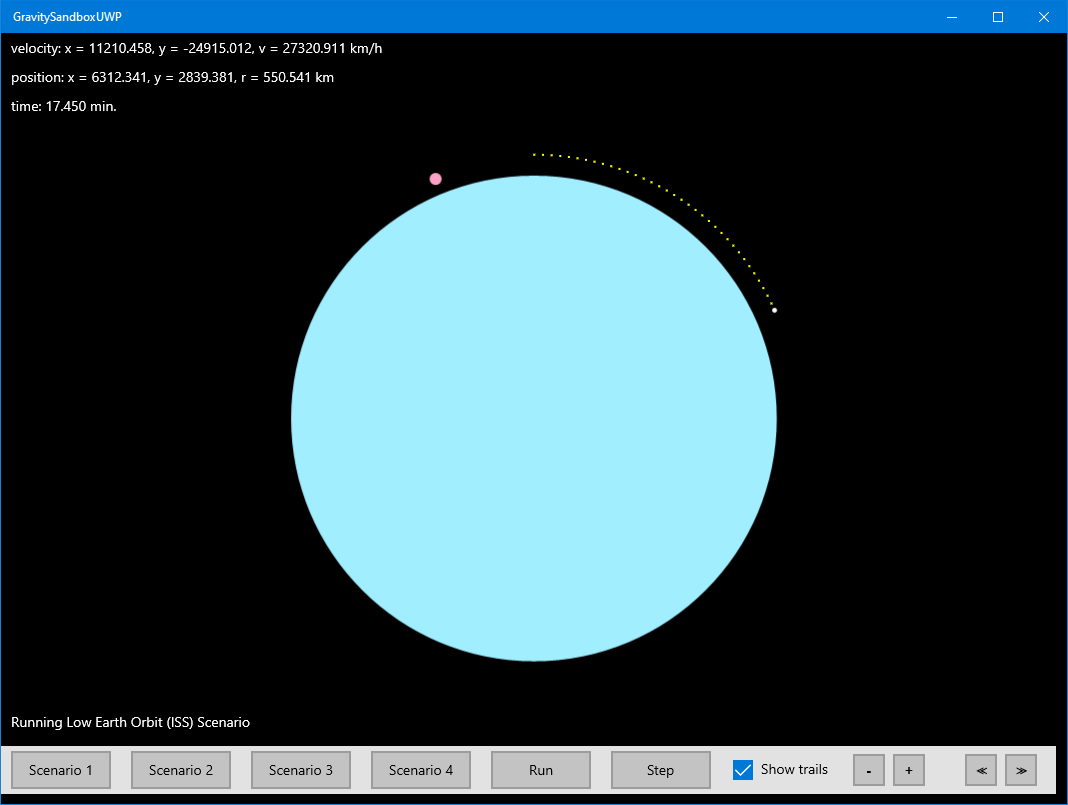 GravitySandboxUWP
velocity: x = 11210.458, y = -24915.012, v = 27320.911 km/h
position: x = 6312.341, y = 2839.381, r = 550.541 km
time: 17.450 min.
Running Low Earth Orbit (ISS) Scenario
Scenario 1 Scenario 2 Scenario 3 Scenario 4 Run Step Show trails - + ≪ ≫